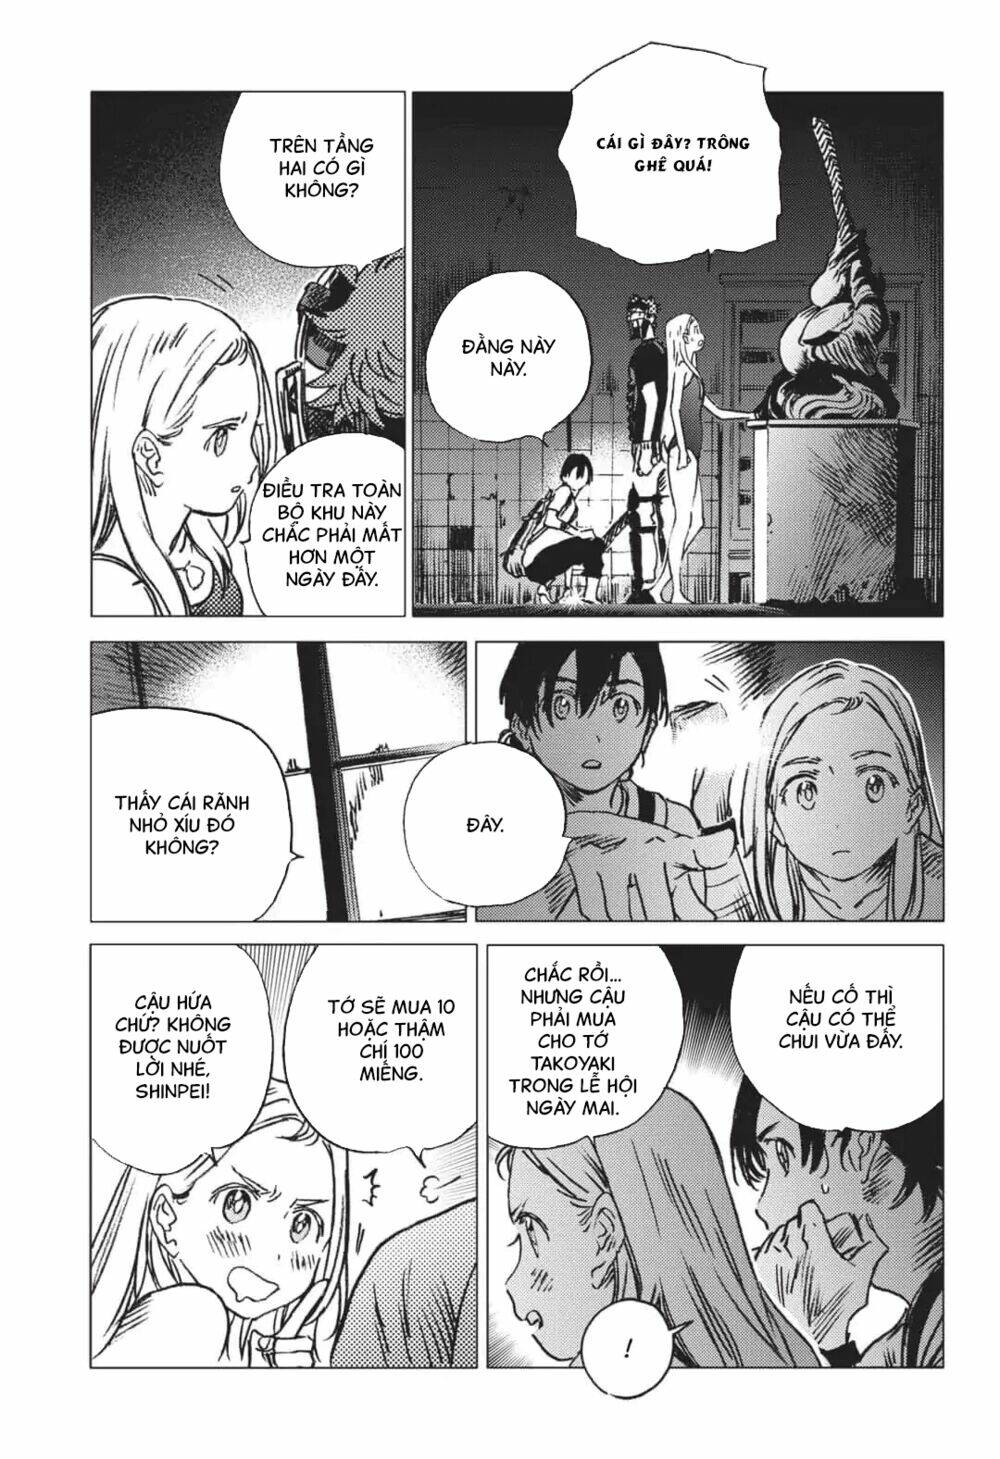 CÁI GÌ ĐÂY? TRÔNG
GHÊ QUÁ!
ĐẰNG NÀY
NÀY.
TRÊN TẦNG
HAI CÓ GÌ
KHÔNG?
ĐIỀU TRA TOÀN
BỘ KHU NÀY
CHẮC PHẢI MẤT
HƠN MỘT
NGÀY ĐẤY.
ĐÂY.
THẤY CÁI RÃNH
NHỎ XÍU ĐÓ
KHÔNG?
NẾU CỐ THÌ
CẬU CÓ THỂ
CHUI VỪA ĐẤY.
CHẮC RỒI...
NHƯNG CẬU
PHẢI MUA
CHO TỚ
TAKOYAKI
TRONG LỄ HỘI
NGÀY MAI.
!
TỚ SẼ MUA 10
HOẶC THẬM
CHÍ 100
MIẾNG.
CẬU HỨA
CHỨ? KHÔNG
ĐƯỢC NUỐT
LỜI NHÉ,
SHINPEI!